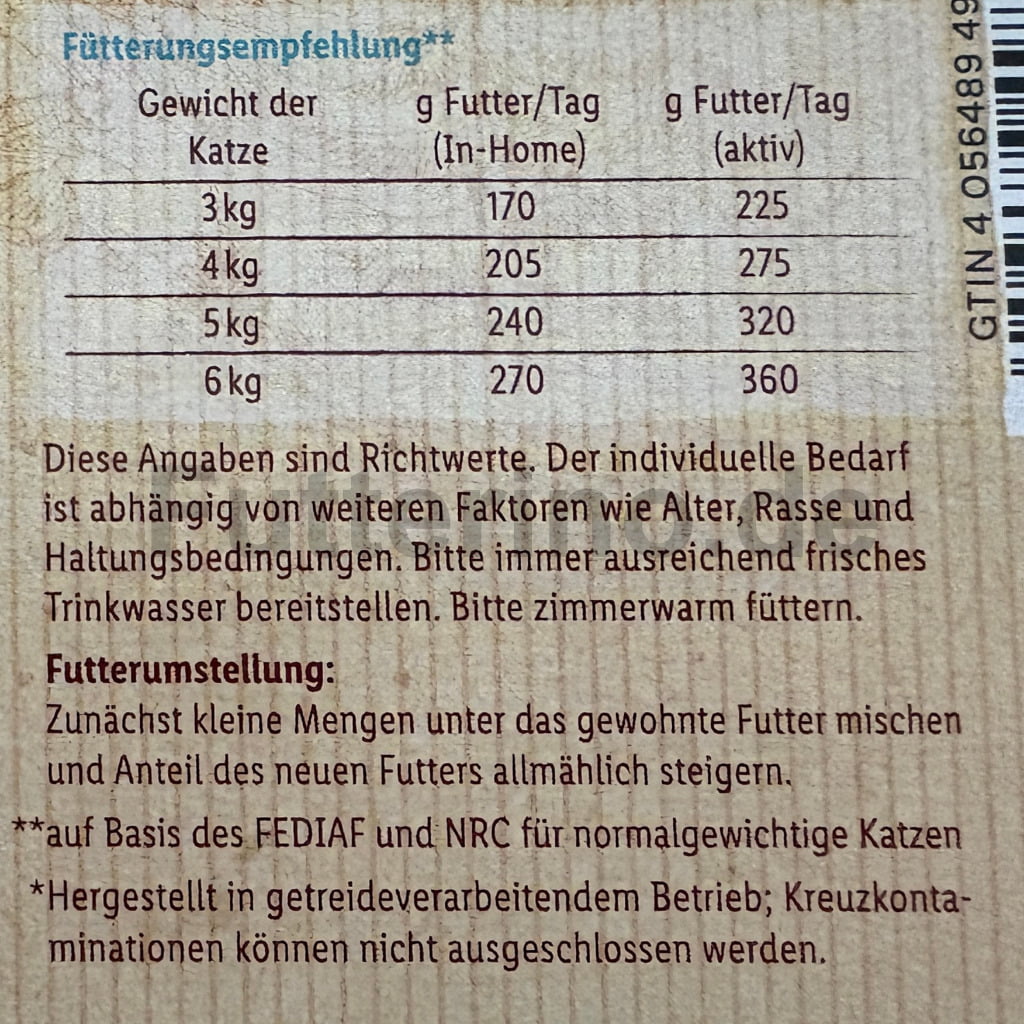 Fütterungsempfehlung**
Gewicht der Katze g Futter/Tag (In-Home) g Futter/Tag (aktiv)
3 kg 170 225
4 kg 205 275
5 kg 240 320
6 kg 270 360
Diese Angaben sind Richtwerte. Der individuelle Bedarf
ist abhängig von weiteren Faktoren wie Alter, Rasse und
Haltungsbedingungen. Bitte immer ausreichend frisches
Trinkwasser bereitstellen. Bitte zimmerwarm füttern.
Futterumstellung:
Zunächst kleine Mengen unter das gewohnte Futter mischen
und Anteil des neuen Futters allmählich steigern.
**auf Basis des FEDIAF und NRC für normalgewichtige Katzen
*Hergestellt in getreideverarbeitendem Betrieb; Kreuzkonta-
minationen können nicht ausgeschlossen werden.
GTIN 4 056489 49
Futterino.de